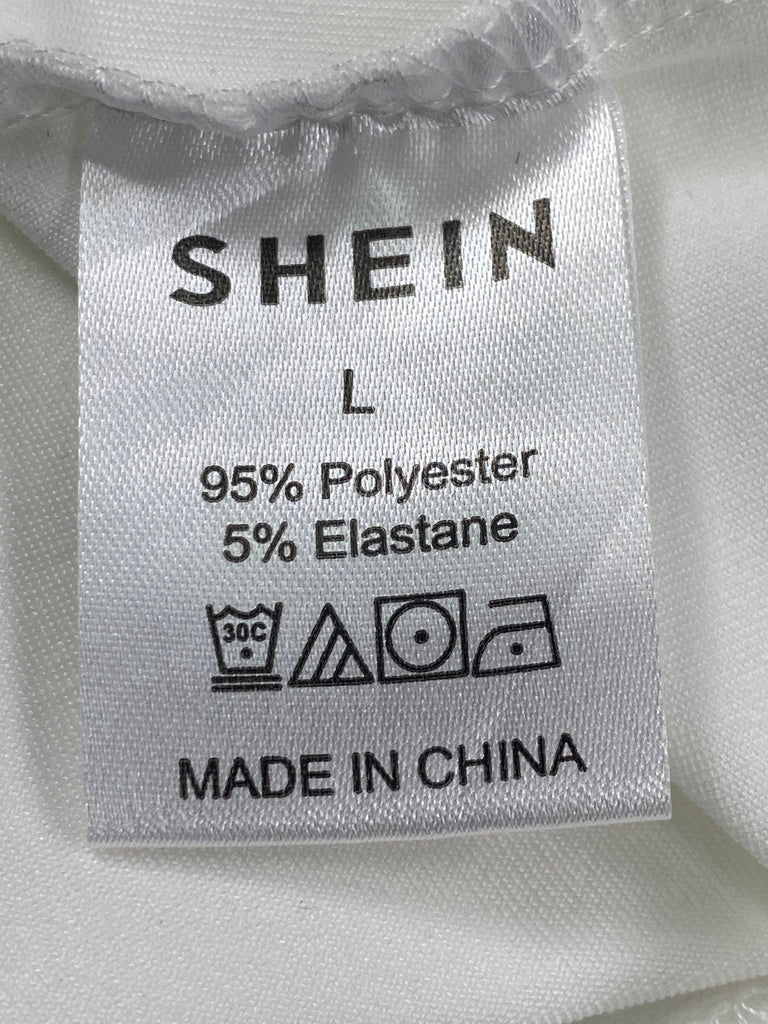 SHEIN
L
95% Polyester
5% Elastane
30C
MADE IN CHINA